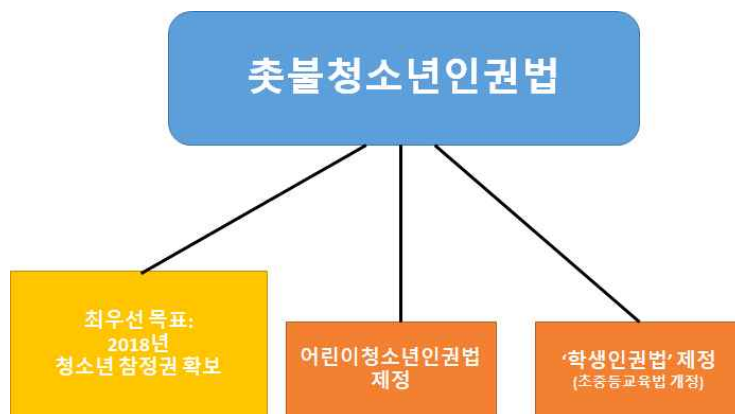 촛불청소년인권법
최우선 목표:
2018년
청소년 참정권 확보
어린이청소년인권법
제정
‘학생인권법’ 제정
(초중등교육법 개정)